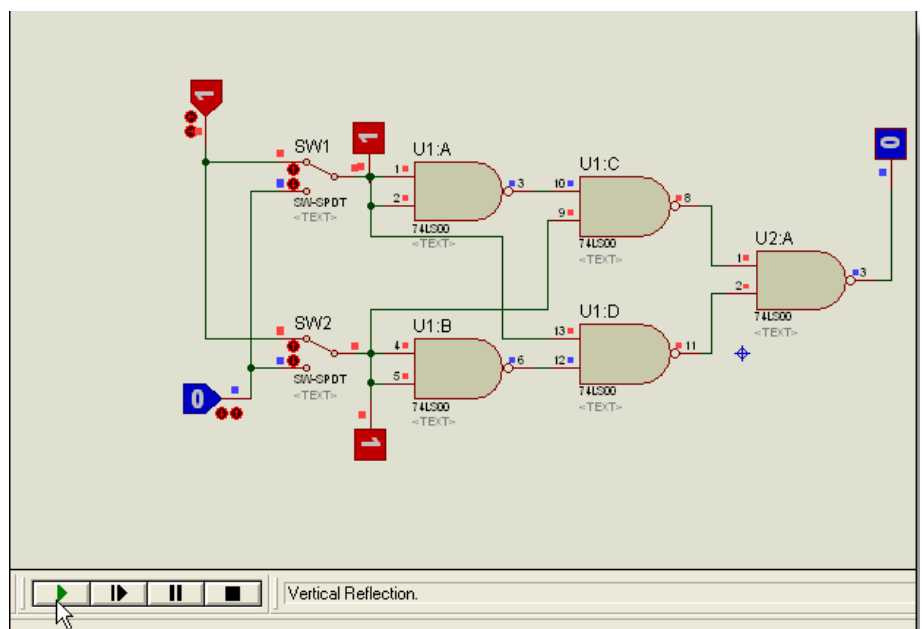 1
SW1
1
U1:A
1
2
3
SW-SPDT
<TEXT>
74LS00
<TEXT>
U1:C
10
9
8
74LS00
<TEXT>
0
U2:A
1
2
3
74LS00
<TEXT>
SW2
SW-SPDT
<TEXT>
0
U1:B
4
5
6
74LS00
<TEXT>
1
U1:D
13
12
11
74LS00
<TEXT>
Vertical Reflection.